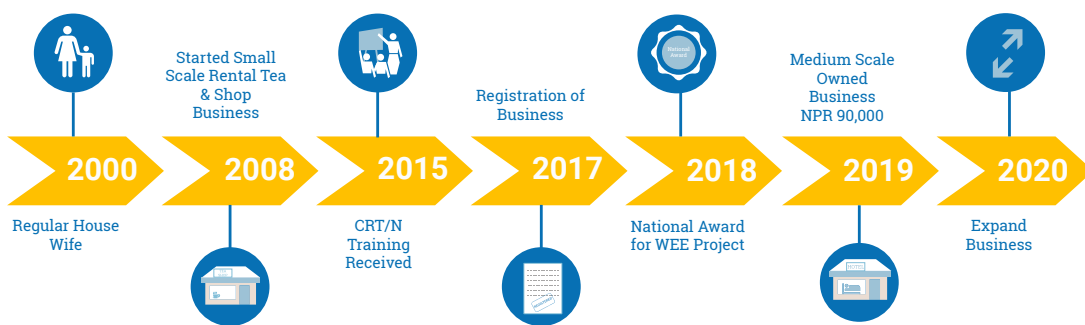 National
Award
Started Small
Scale Rental Tea
& Shop
Business
Registration of
Business
Medium Scale
Owned
Business
NPR 90,000
2000
2008
2015
2017
2018
2019
2020
Regular House
Wife
CRT/N
Training
Received
National Award
for WEE Project
Expand
Business
HOTEL